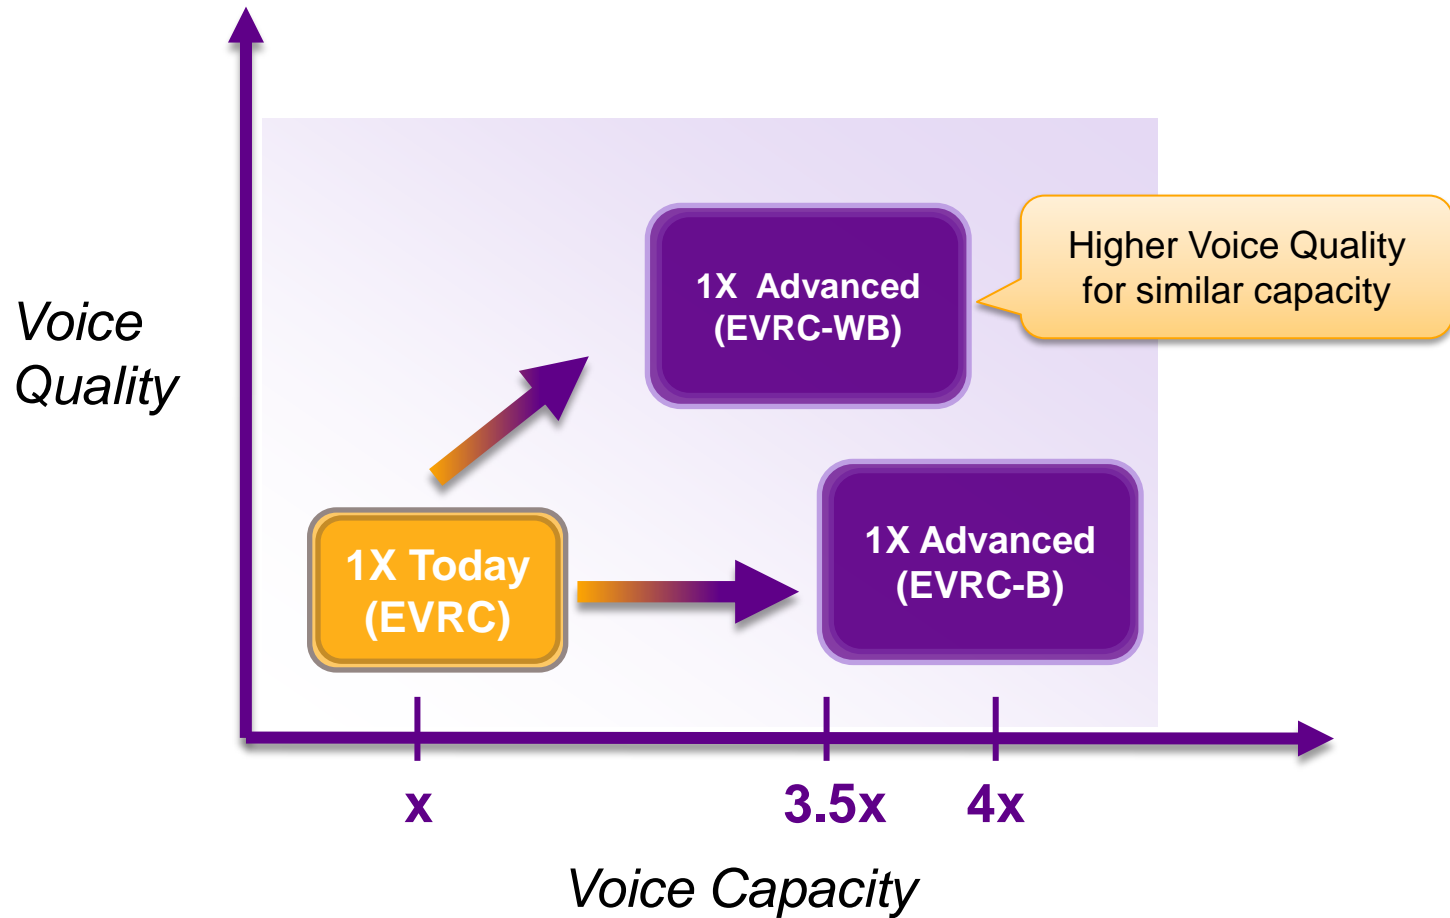 Voice
Quality
1X Advanced
(EVRC-WB)
Higher Voice Quality
for similar capacity
1X Today
(EVRC)
1X Advanced
(EVRC-B)
x
3.5x
4x
Voice Capacity